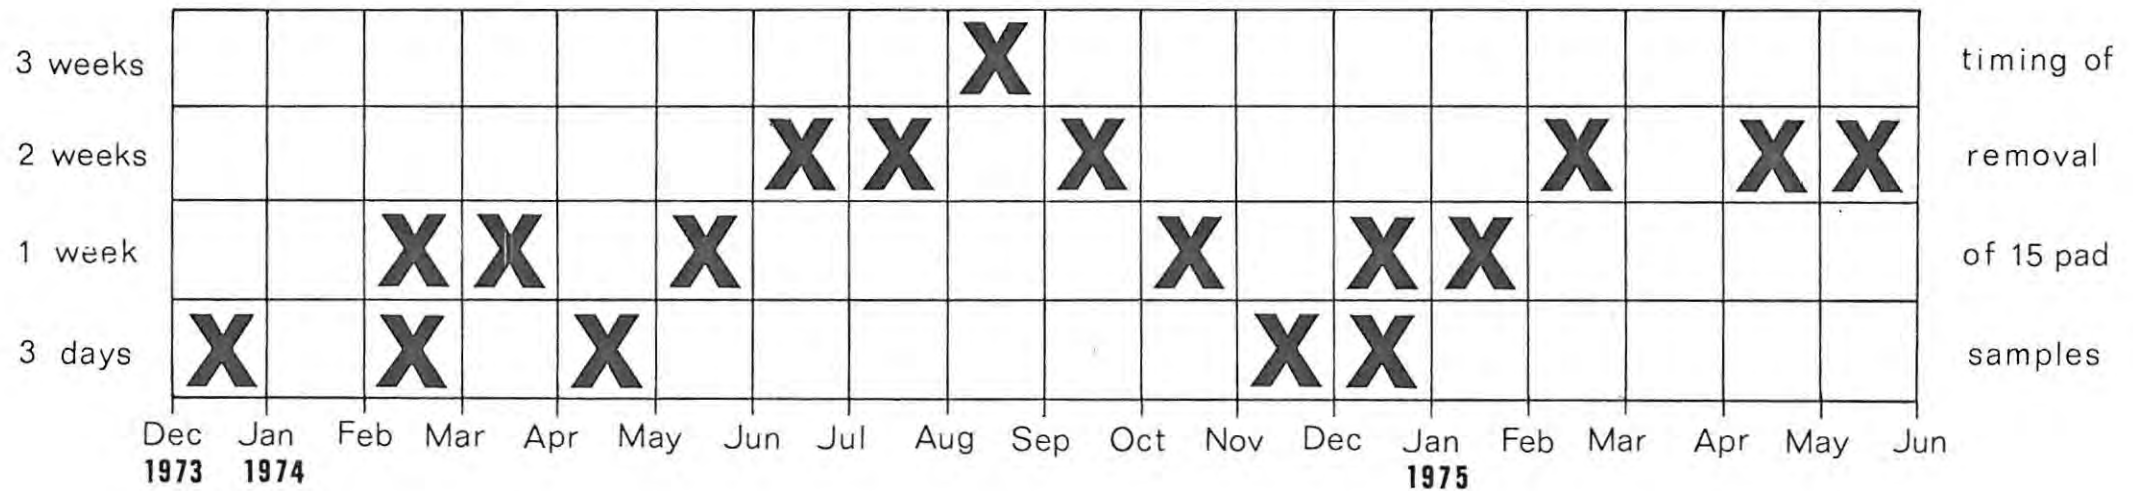 3 weeks timing of
2 weeks removal
1 week of 15 pad
3 days samples
Dec Jan Feb Mar Apr May Jun Jul Aug Sep Oct Nov Dec Jan Feb Mar Apr May Jun
1973 1974 1975